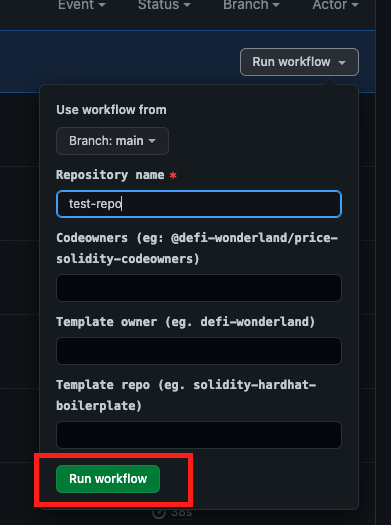 Event Status Branch Actor
Run workflow
Use workflow from
Branch: main
Repository name *
test-repo
Codeowners (eg: @defi-wonderland/price-
solidity-codeowners)
Template owner (eg. defi-wonderland)
Template repo (eg. solidity-hardhat-
boilerplate)
Run workflow
38s